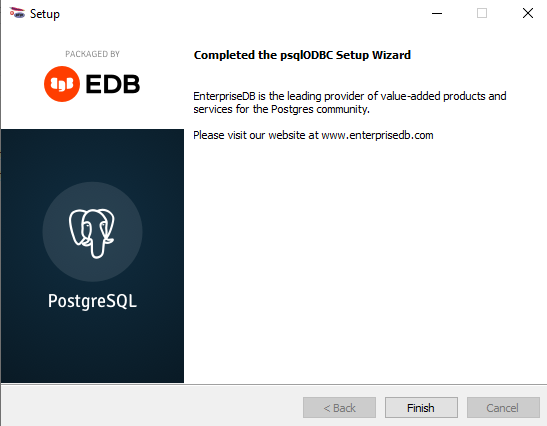 Setup
PACKAGED BY
EDB
Completed the psqlODBC Setup Wizard
EnterpriseDB is the leading provider of value-added products and
services for the Postgres community.
Please visit our website at www.enterprisedb.com
PostgreSQL
< Back
Finish
Cancel